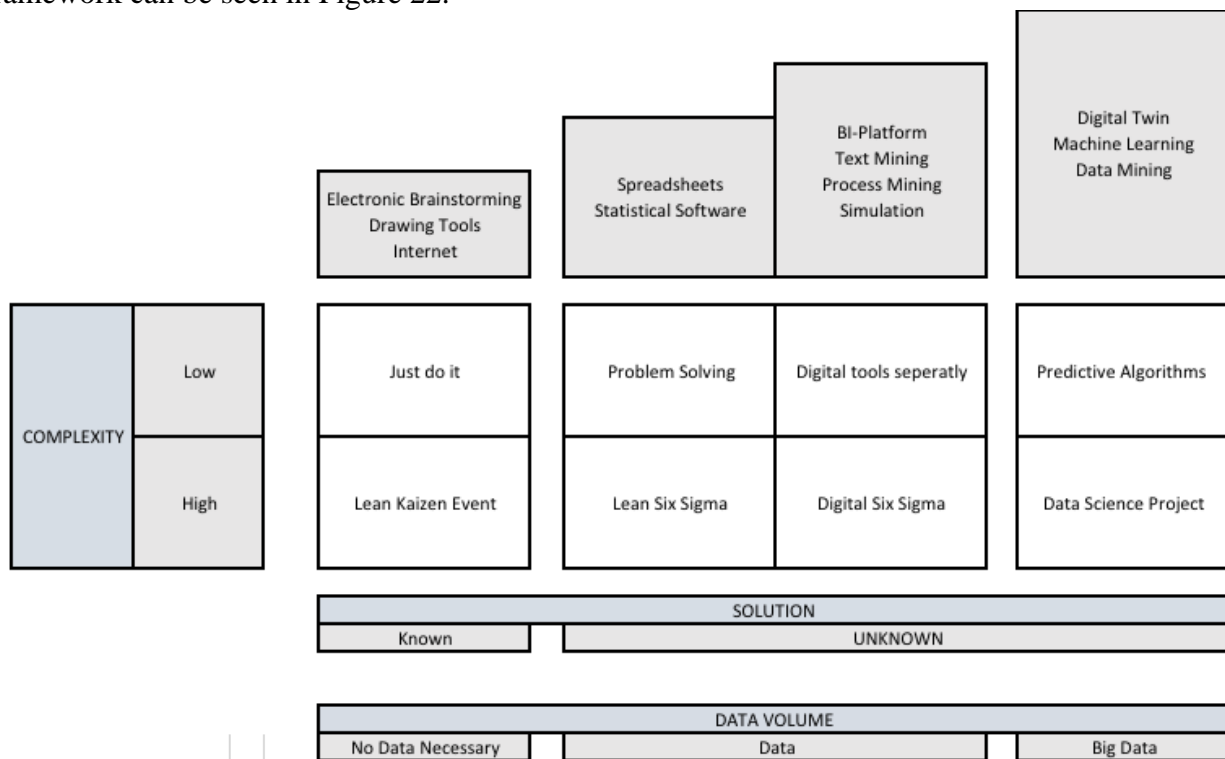 framework can be seen in Figure 22.
Electronic Brainstorming
Drawing Tools
Internet
Spreadsheets
Statistical Software
BI-Platform
Text Mining
Process Mining
Simulation
Digital Twin
Machine Learning
Data Mining
COMPLEXITY
Low
Just do it
Problem Solving
Digital tools seperatly
Predictive Algorithms
High
Lean Kaizen Event
Lean Six Sigma
Digital Six Sigma
Data Science Project
SOLUTION
Known
UNKNOWN
DATA VOLUME
No Data Necessary
Data
Big Data